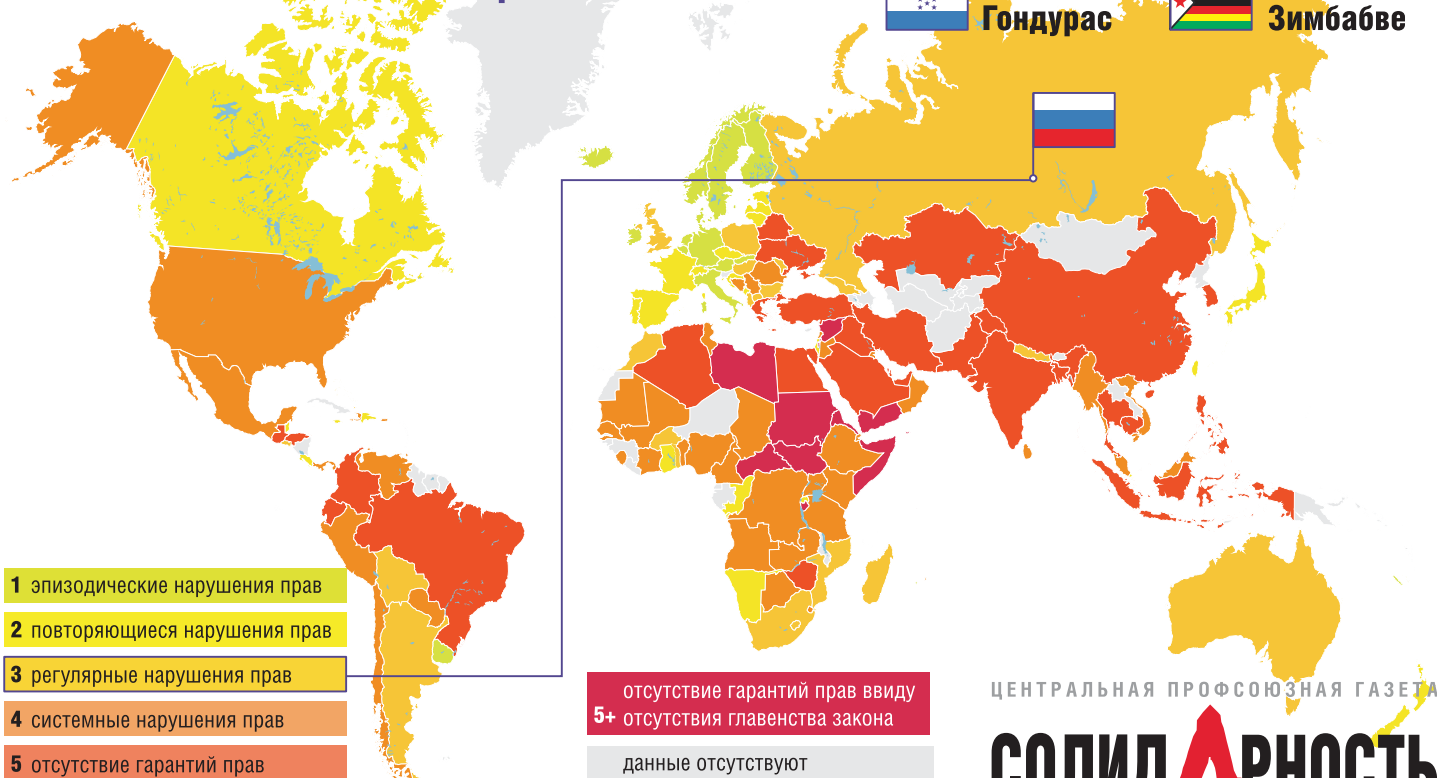 Гондурас
Зимбабве
1 эпизодические нарушения прав
2 повторяющиеся нарушения прав
3 регулярные нарушения прав
4 системные нарушения прав
5 отсутствие гарантий прав
отсутствие гарантий прав ввиду
5+ отсутствия главенства закона
данные отсутствуют
ЦЕНТРАЛЬНАЯ ПРОФСОЮЗНАЯ ГАЗЕТА
СОЛИДАРНОСТЬ